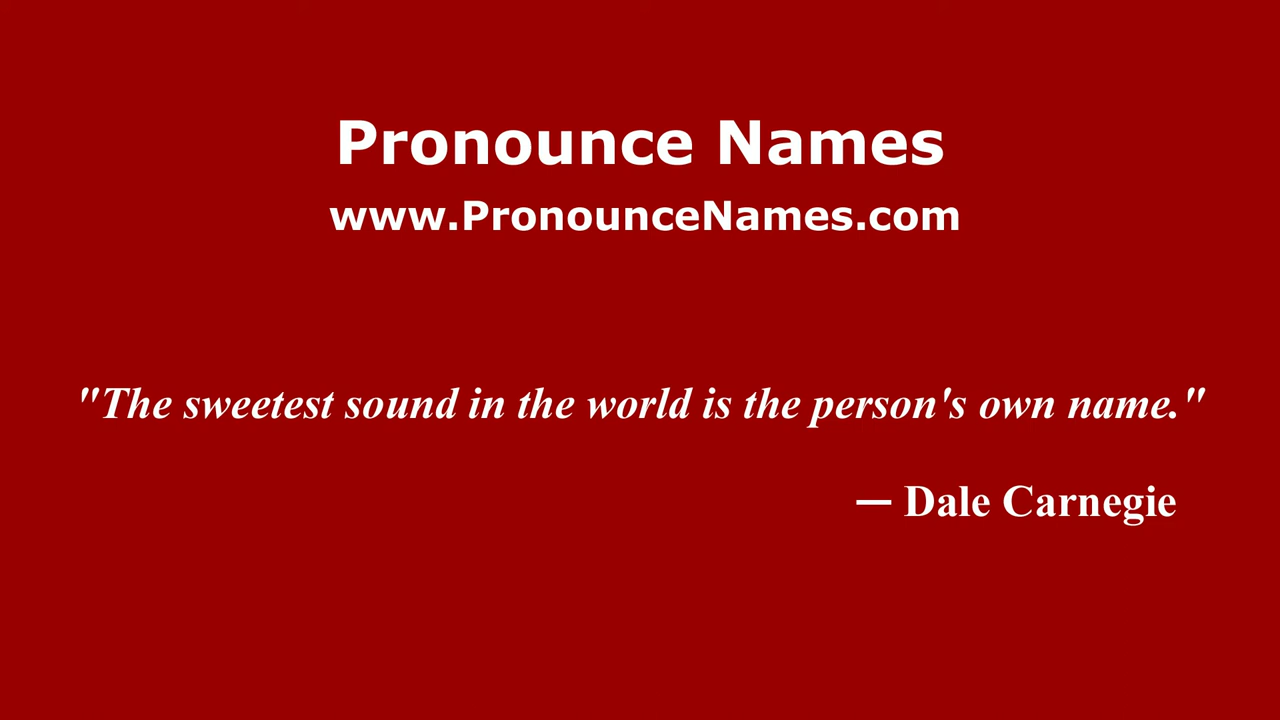 Pronounce Names
www.PronounceNames.com
"The sweetest sound in the world is the person's own name."
— Dale Carnegie